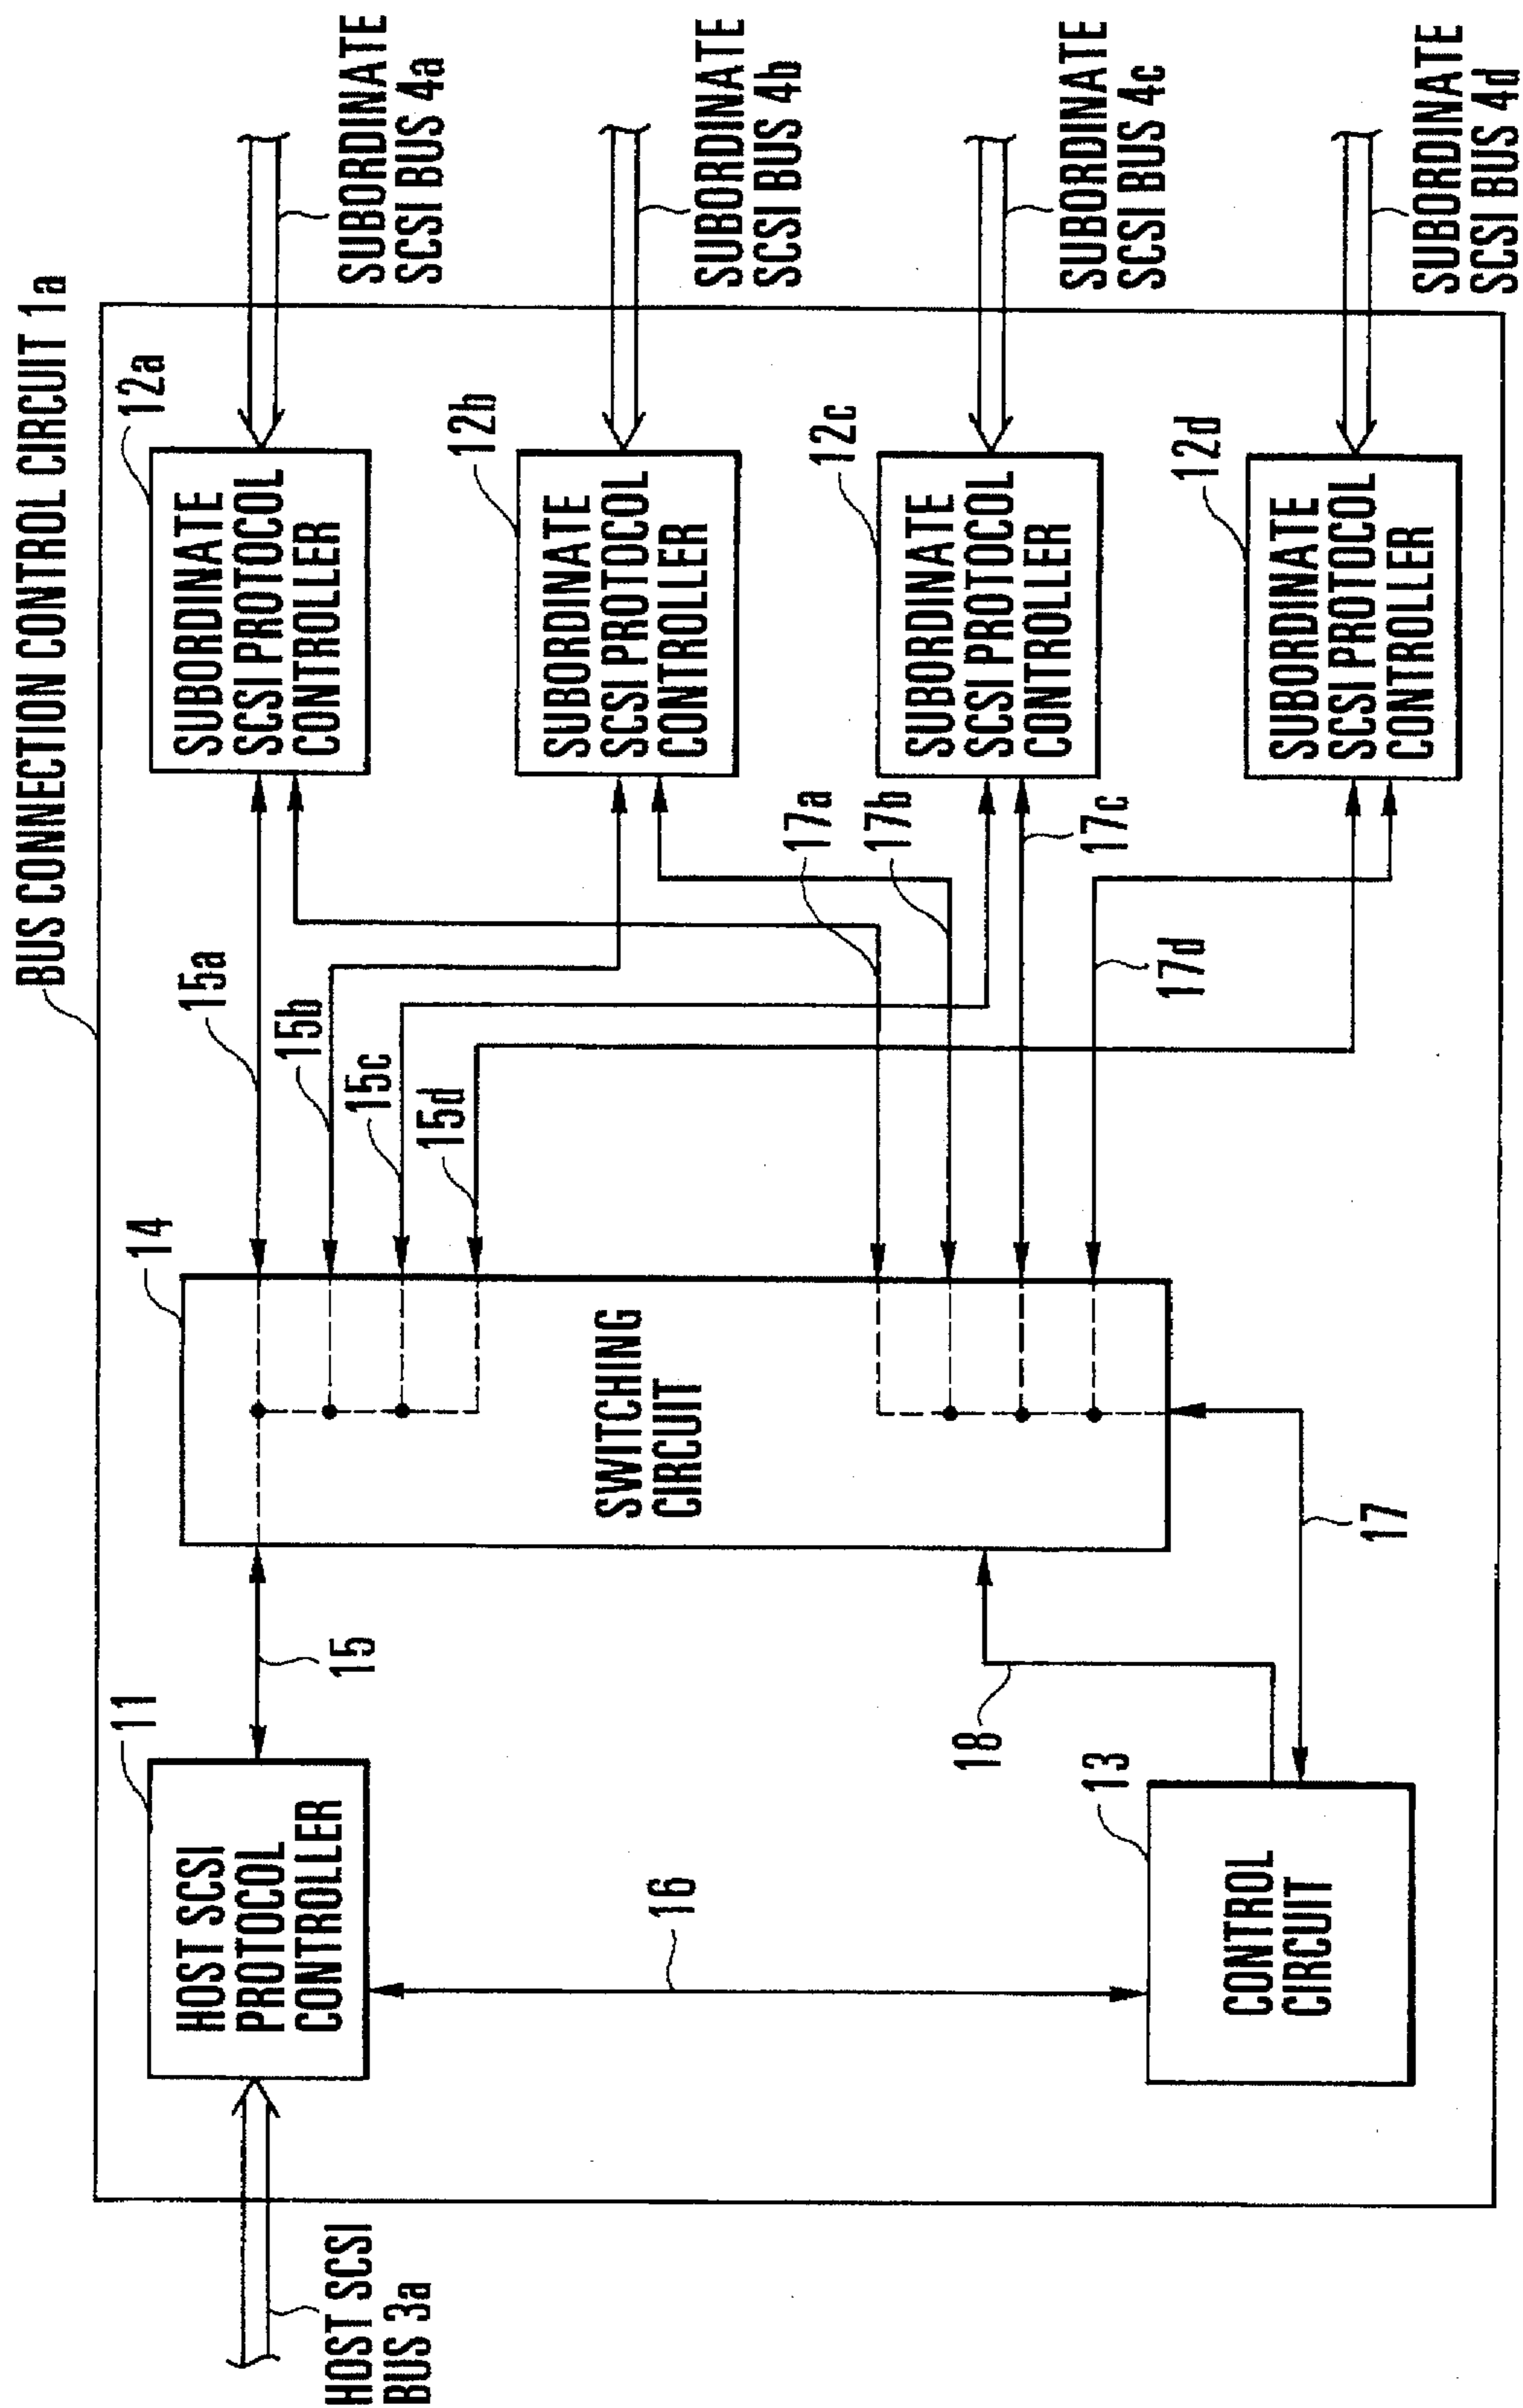 BUS CONNECTION CONTROL CIRCUIT 1a
HOST SCSI
BUS 3a
11
HOST SCSI
PROTOCOL
CONTROLLER
16
13
CONTROL
CIRCUIT
15
18
17
14
SWITCHING
CIRCUIT
15a
15b
15c
15d
17a
17b
17c
17d
12a
SUBORDINATE
SCSI PROTOCOL
CONTROLLER
12b
SUBORDINATE
SCSI PROTOCOL
CONTROLLER
12c
SUBORDINATE
SCSI PROTOCOL
CONTROLLER
12d
SUBORDINATE
SCSI PROTOCOL
CONTROLLER
SUBORDINATE
SCSI BUS 4a
SUBORDINATE
SCSI BUS 4b
SUBORDINATE
SCSI BUS 4c
SUBORDINATE
SCSI BUS 4d